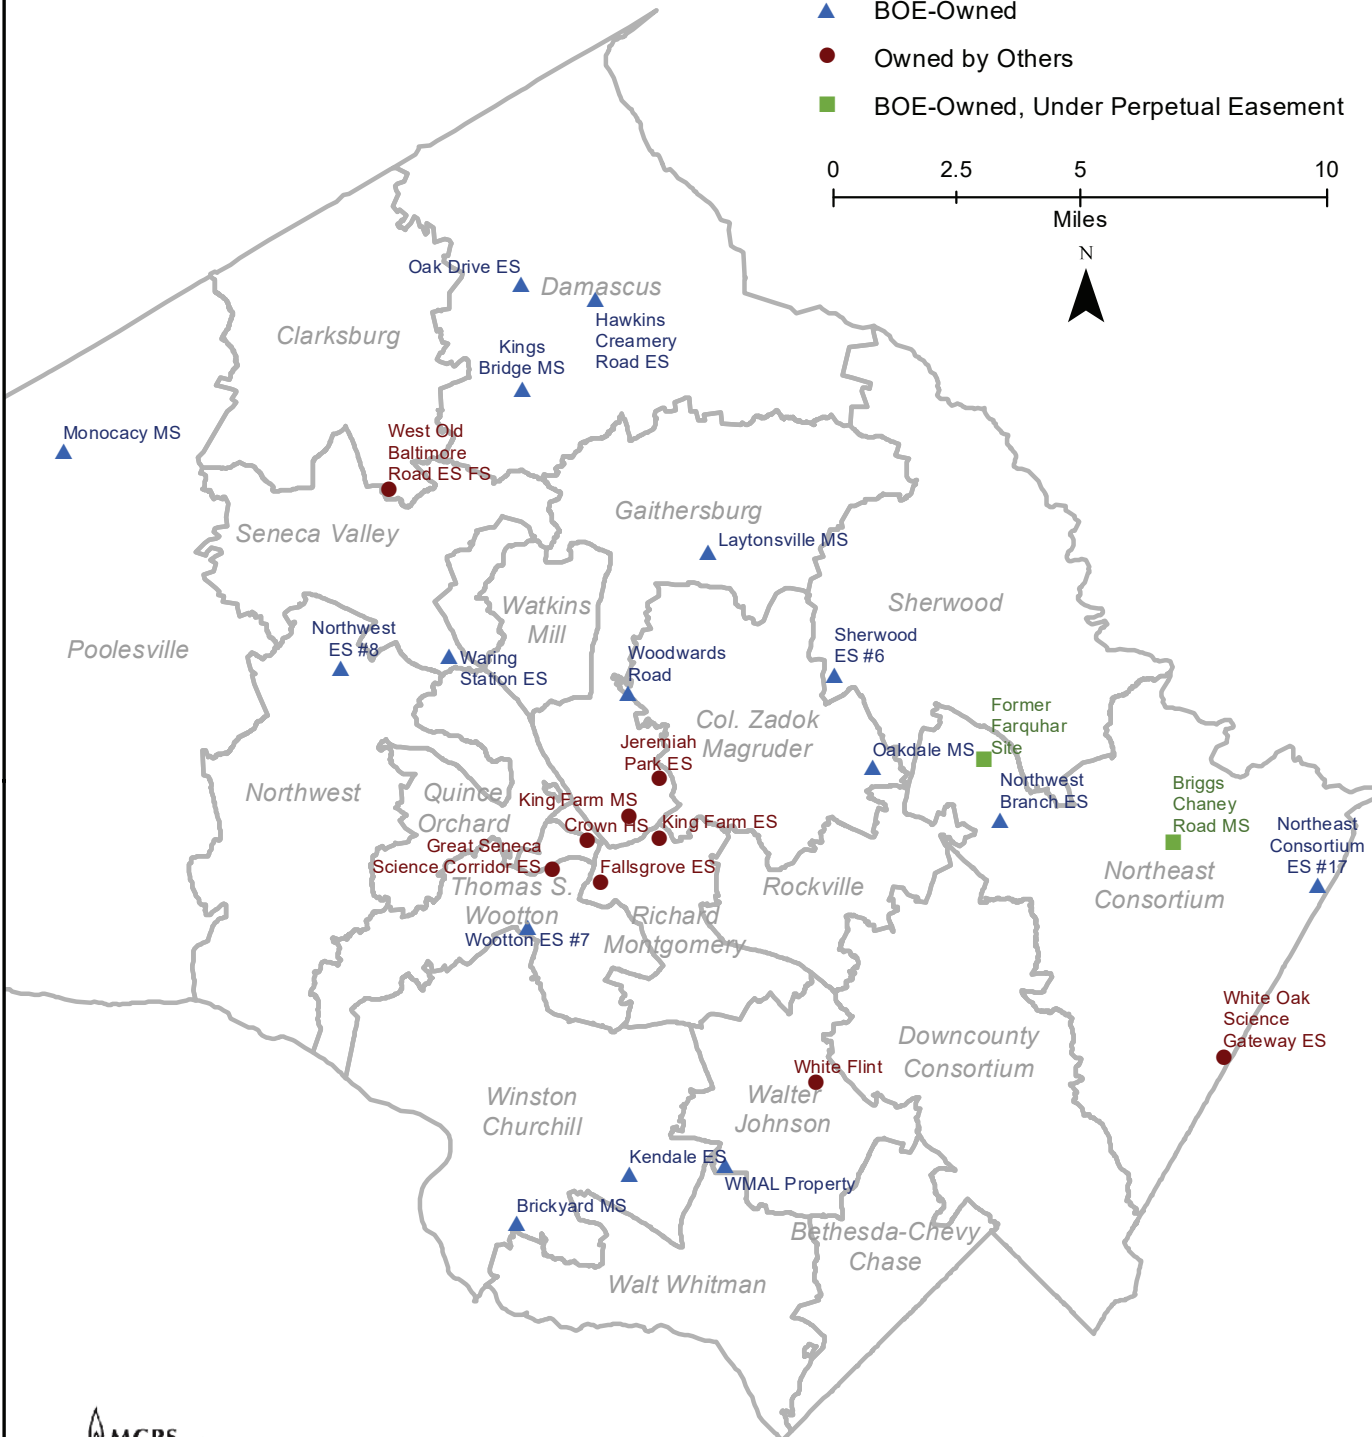 BOE-Owned
Owned by Others
BOE-Owned, Under Perpetual Easement
0 2.5 5 10
Miles
N
Oak Drive ES
Damascus
Hawkins
Creamery
Road ES
Clarksburg
Kings
Bridge MS
Monocacy MS
West Old
Baltimore
Road ES FS
Seneca Valley
Gaithersburg
Laytonsville MS
Watkins
Mill
Sherwood
Poolesville
Northwest
ES #8
Waring
Station ES
Woodwards
Road
Sherwood
ES #6
Col. Zadok
Magruder
Former
Farquhar
Site
Oakdale MS
Northwest
Branch ES
Jeremiah
Park ES
Northwest
Quince
Orchard
King Farm MS
Crown HS
King Farm ES
Great Seneca
Science Corridor ES
Fallsgrove ES
Briggs
Chaney
Road MS
Northeast
Consortium
ES #17
Northeast
Consortium
Thomas S.
Wootton
Wootton ES #7
Richard
Montgomery
Rockville
White Oak
Science
Gateway ES
Downcounty
Consortium
White Flint
Walter
Johnson
Winston
Churchill
Kendale ES
WMAL Property
Brickyard MS
Bethesda-Chevy
Chase
Walt Whitman
MCPS